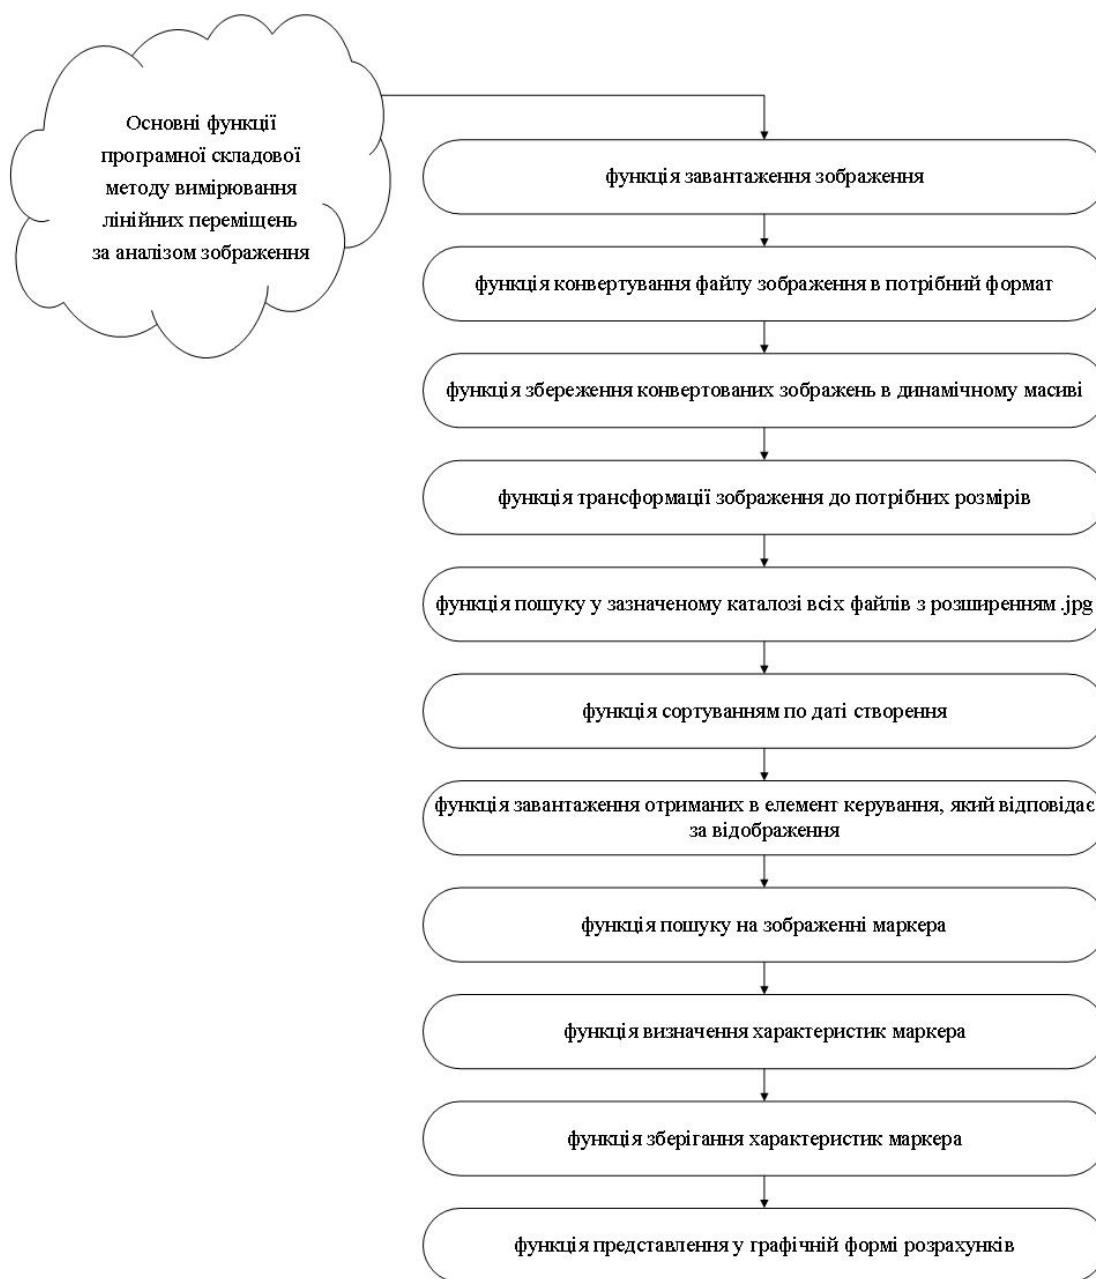 Основні функції
програмної складової
методу вимірювання
лінійних переміщень
за аналізом зображення
функція завантаження зображення
функція конвертування файлу зображення в потрібний формат
функція збереження конвертованих зображень в динамічному масиві
функція трансформації зображення до потрібних розмірів
функція пошуку у зазначеному каталозі всіх файлів з розширенням .jpg
функція сортуванням по даті створення
функція завантаження отриманих в елемент керування, який відповідає
за відображення
функція пошуку на зображенні маркера
функція визначення характеристик маркера
функція зберігання характеристик маркера
функція представлення у графічній формі розрахунків